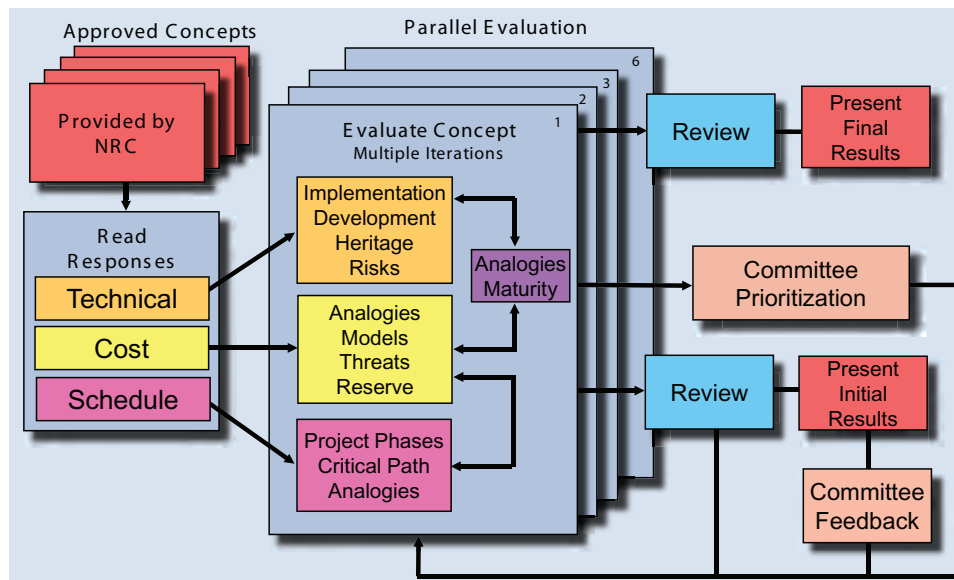 Approved Concepts
Provided by
NRC
Read
Responses
Technical
Cost
Schedule
Parallel Evaluation
6
3
2
1
Evaluate Concept
Multiple Iterations
Implementation
Development
Heritage
Risks
Analogies
Maturity
Analogies
Models
Threats
Reserve
Project Phases
Critical Path
Analogies
Review
Present
Final
Results
Committee
Prioritization
Review
Present
Initial
Results
Committee
Feedback